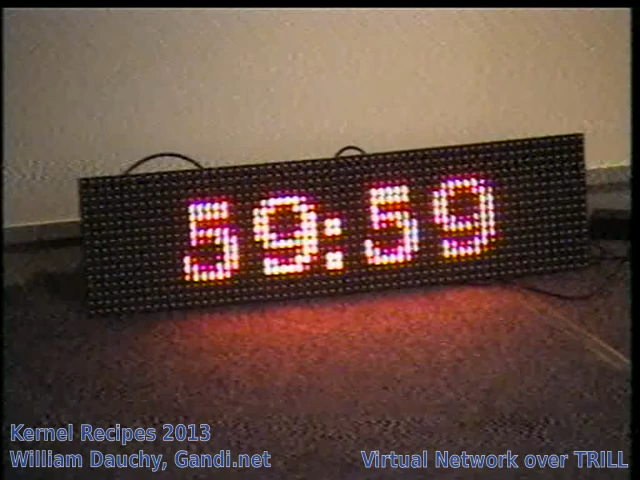 59:59
Kernel Recipes 2013
William Dauchy, Gandi.net
Virtual Network over TRILL